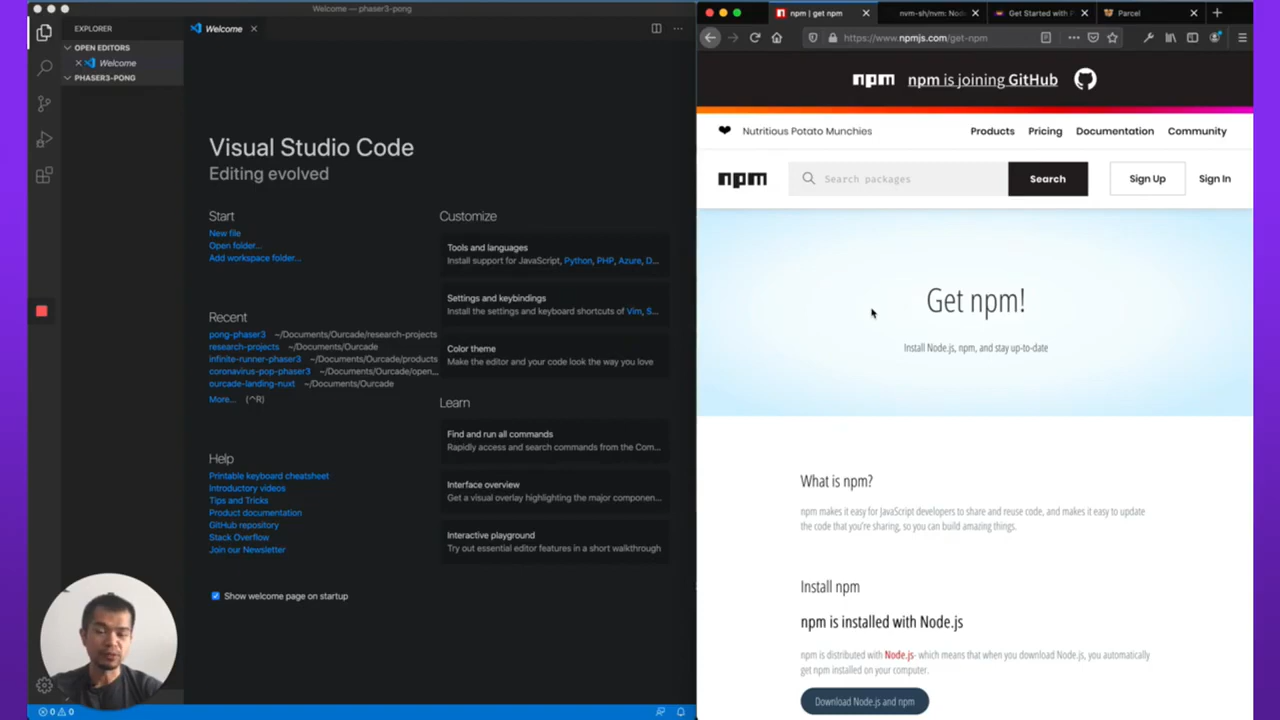 Welcome — phaser3-pong
EXPLORER
OPEN EDITORS
Welcome
PHASER3-PONG
Welcome
Visual Studio Code
Editing evolved
Start
New file
Open folder...
Add workspace folder...
Recent
pong-phaser3 ~/Documents/Ourcade/research-projects
research-projects ~/Documents/Ourcade
infinite-runner-phaser3 ~/Documents/Ourcade/products
coronavirus-pop-phaser3 ~/Documents/Ourcade/open_...
ourcade-landing-nuxt ~/Documents/Ourcade
More... (^R)
Help
Printable keyboard cheatsheet
Introductory videos
Tips and Tricks
Product documentation
GitHub repository
Stack Overflow
Join our Newsletter
Show welcome page on startup
Customize
Tools and languages
Install support for JavaScript, Python, PHP, Azure, D...
Settings and keybindings
Install the settings and keyboard shortcuts of Vim, S...
Color theme
Make the editor and your code look the way you love
Learn
Find and run all commands
Rapidly access and search commands from the Com...
Interface overview
Get a visual overlay highlighting the major componen...
Interactive playground
Try out essential editor features in a short walkthrough
0 0
npm | get npm
nvm-sh/nvm: Node
Get Started with P
Parcel
https://www.npmjs.com/get-npm
npm npm is joining GitHub
Nutritious Potato Munchies
Products Pricing Documentation Community
npm
Search packages
Search
Sign Up
Sign In
Get npm!
Install Node.js, npm, and stay up-to-date
What is npm?
npm makes it easy for JavaScript developers to share and reuse code, and makes it easy to update
the code that you're sharing, so you can build amazing things.
Install npm
npm is installed with Node.js
npm is distributed with Node.js- which means that when you download Node.js, you automatically
get npm installed on your computer.
Download Node.js and npm